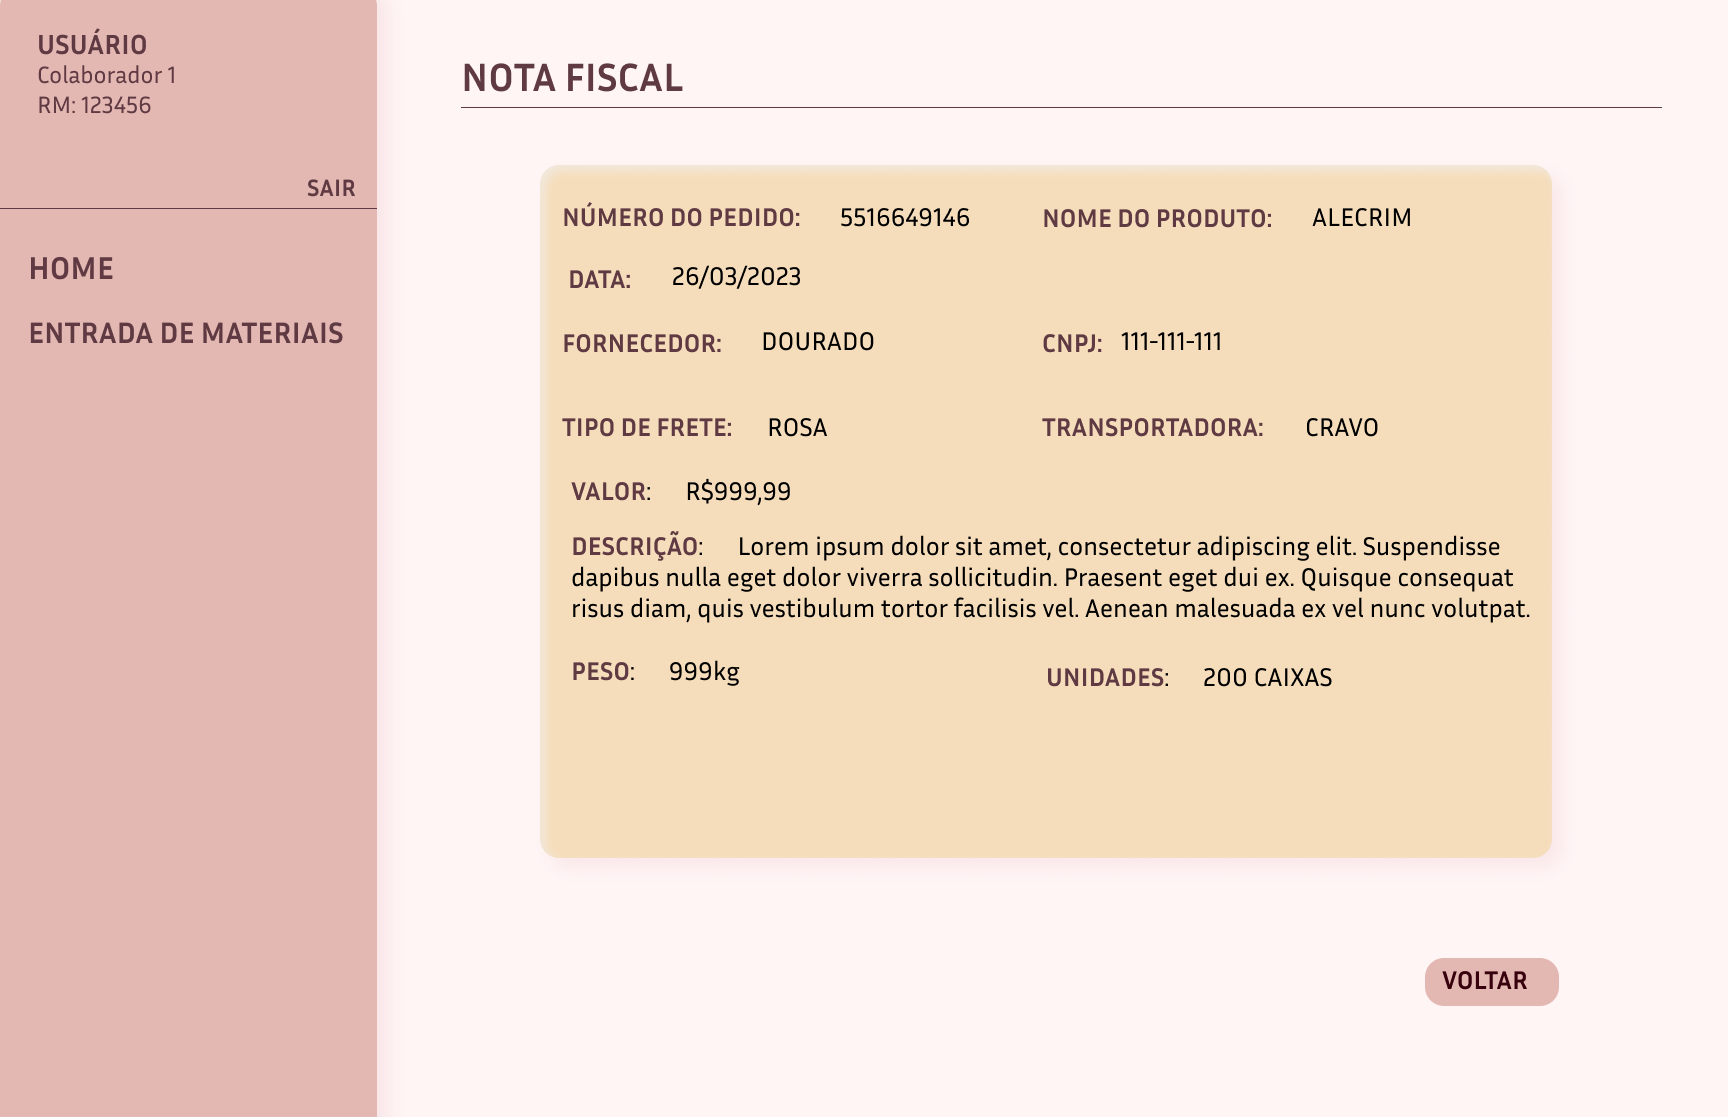 USUÁRIO
Colaborador 1
RM: 123456
SAIR
HOME
ENTRADA DE MATERIAIS
NOTA FISCAL
NÚMERO DO PEDIDO: 5516649146 NOME DO PRODUTO: ALECRIM
DATA: 26/03/2023
FORNECEDOR: DOURADO CNPJ: 111-111-111
TIPO DE FRETE: ROSA TRANSPORTADORA: CRAVO
VALOR: R$999,99
DESCRIÇÃO: Lorem ipsum dolor sit amet, consectetur adipiscing elit. Suspendisse
dapibus nulla eget dolor viverra sollicitudin. Praesent eget dui ex. Quisque consequat
risus diam, quis vestibulum tortor facilisis vel. Aenean malesuada ex vel nunc volutpat.
PESO: 999kg UNIDADES: 200 CAIXAS
VOLTAR